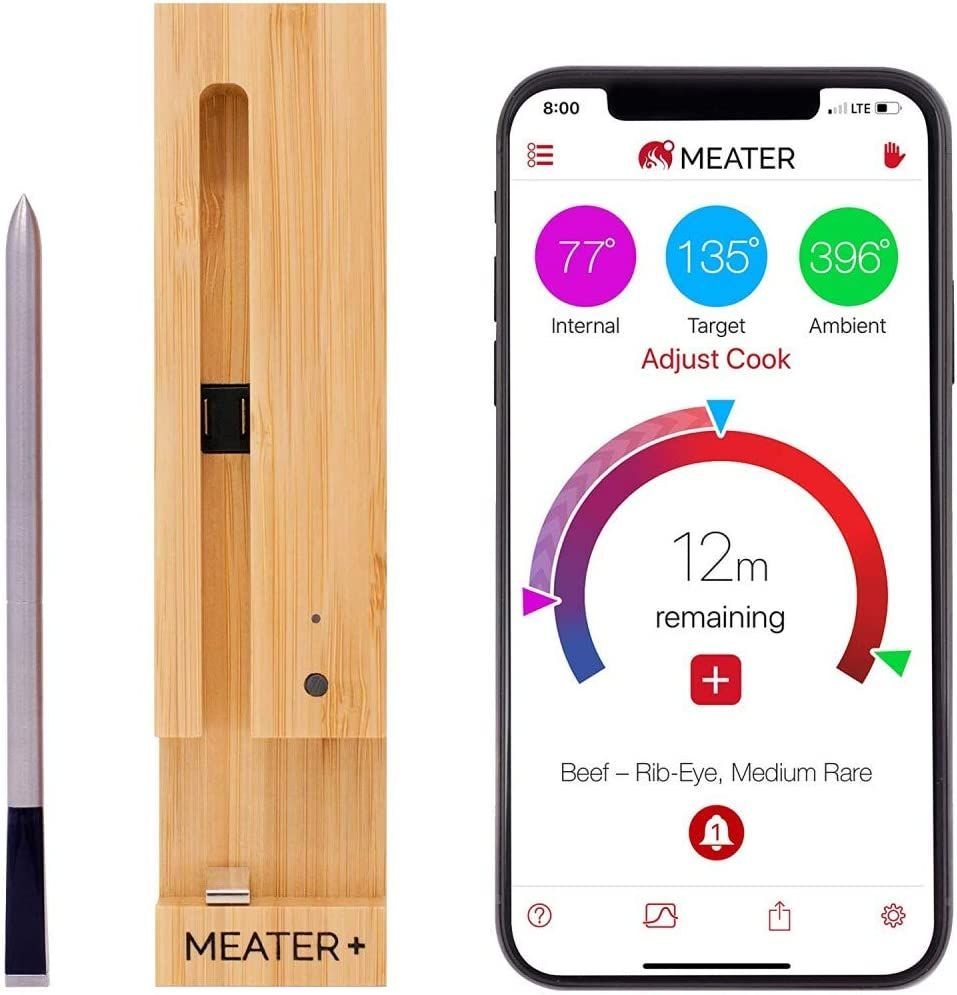 8:00
LTE
MEATER
77°
135°
396°
Internal
Target
Ambient
Adjust Cook
12m
remaining
+
Beef – Rib-Eye, Medium Rare
1
?
MEATER+